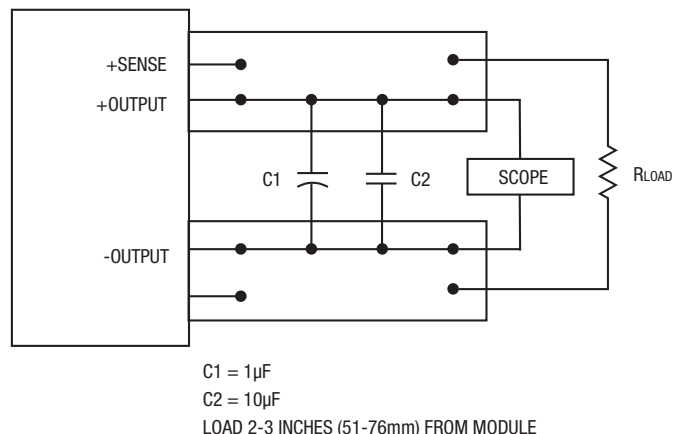 +SENSE
+OUTPUT
C1
C2
SCOPE
RLOAD
-OUTPUT
C1 = 1µF
C2 = 10µF
LOAD 2-3 INCHES (51-76mm) FROM MODULE